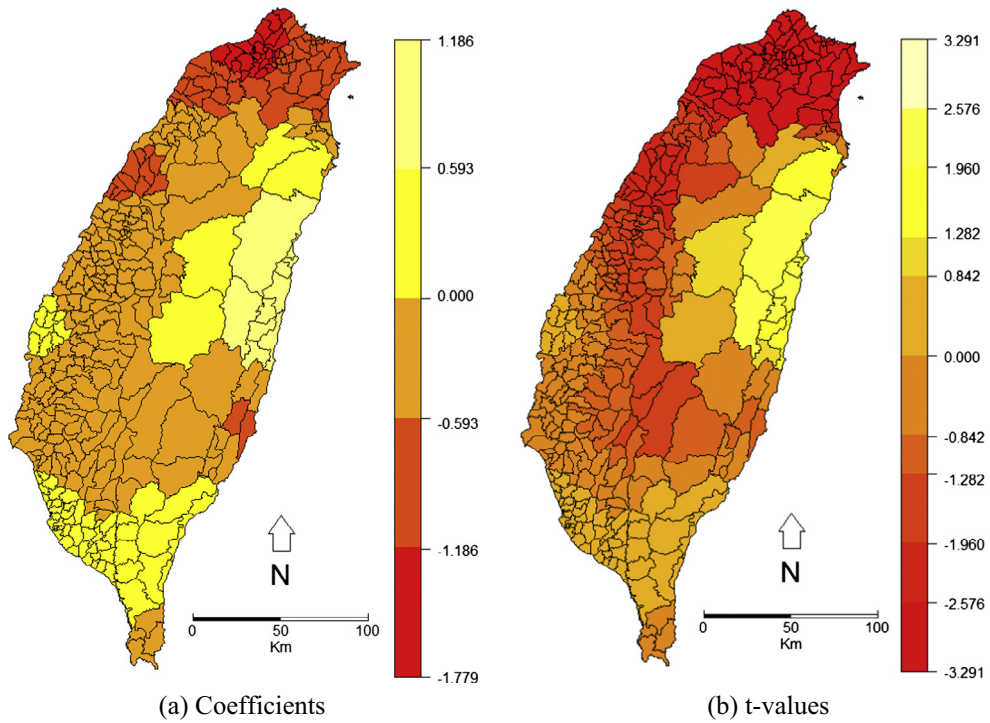 1.186
0.593
0.000
-0.593
-1.186
-1.779
N
0 50 100
Km
(a) Coefficients
3.291
2.576
1.960
1.282
0.842
0.000
-0.842
-1.282
-1.960
-2.576
-3.291
N
0 50 100
Km
(b) t-values